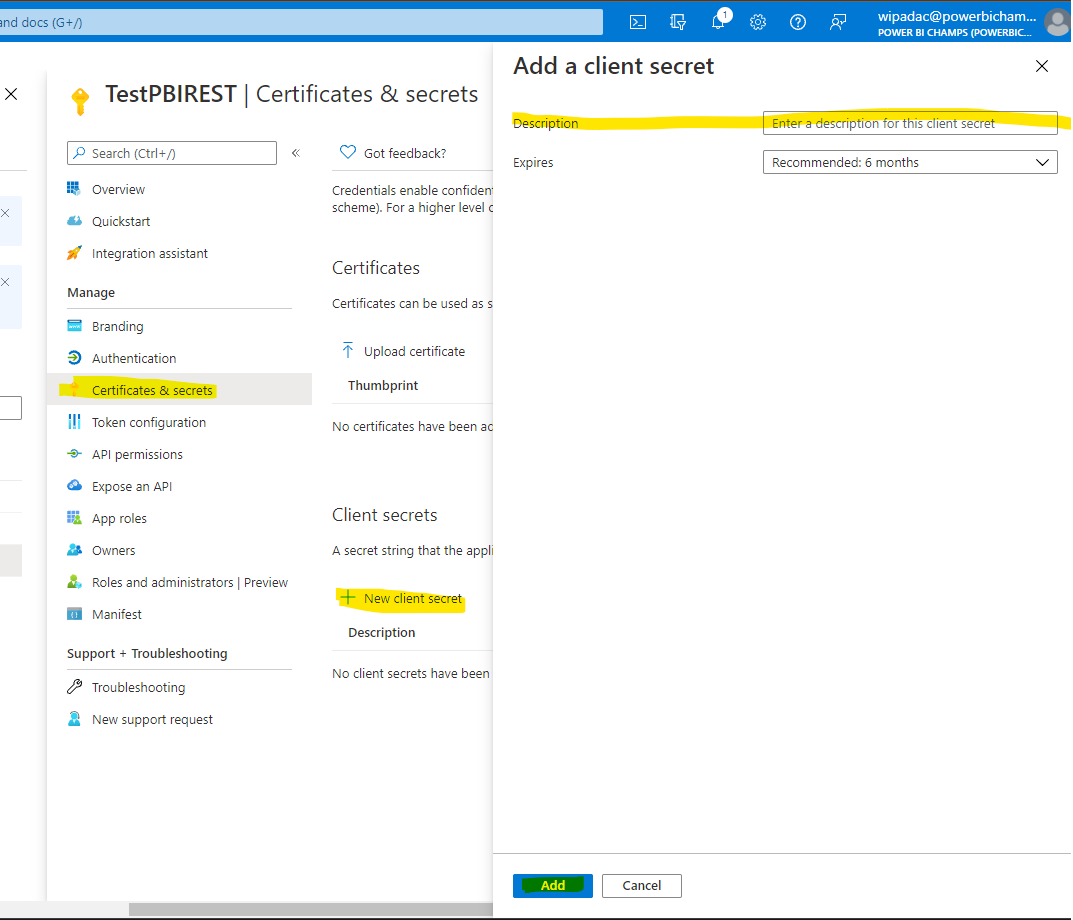 and docs (G+/)
1
wipadac@powerbicham...
POWER BI CHAMPS (POWERBIC...
TestPBIREST | Certificates & secrets
Search (Ctrl+/)
«
Overview
Quickstart
Integration assistant
Manage
Branding
Authentication
Certificates & secrets
Token configuration
API permissions
Expose an API
App roles
Owners
Roles and administrators | Preview
Manifest
Support + Troubleshooting
Troubleshooting
New support request
Got feedback?
Credentials enable confident
scheme). For a higher level c
Certificates
Certificates can be used as s
Upload certificate
Thumbprint
No certificates have been ad
Client secrets
A secret string that the appli
New client secret
Description
No client secrets have been
Add a client secret
Description
Enter a description for this client secret
Expires
Recommended: 6 months
Add
Cancel